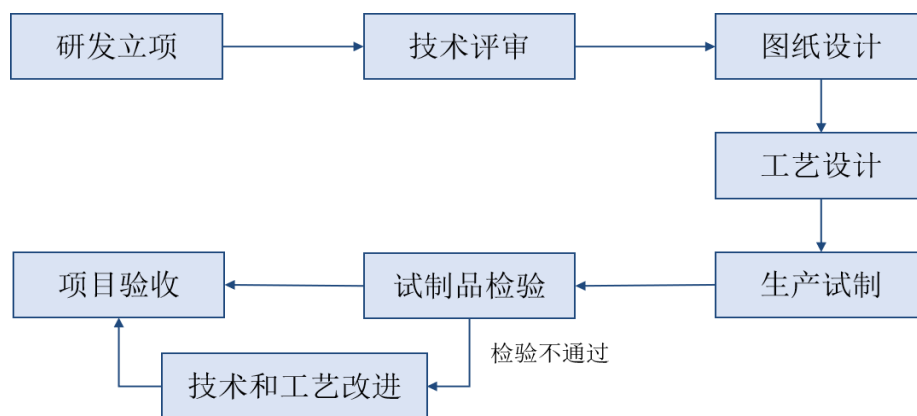 研发立项
技术评审
图纸设计
工艺设计
项目验收
试制品检验
生产试制
检验不通过
技术和工艺改进